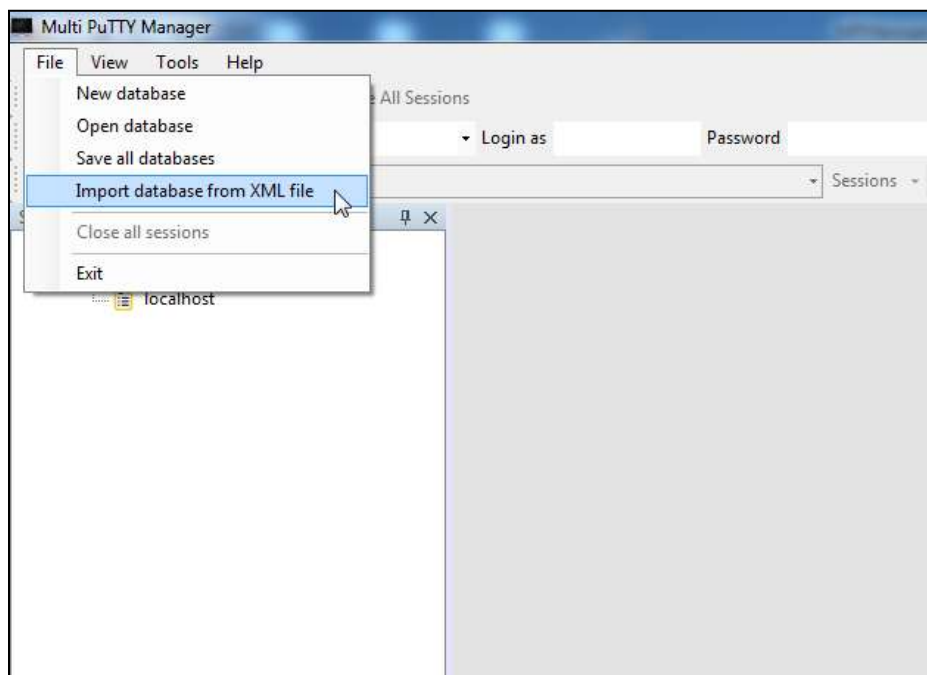 Multi PuTTY Manager
File View Tools Help
New database
All Sessions
Open database
Login as Password
Save all databases
Import database from XML file
Sessions
Close all sessions
Exit
localhost